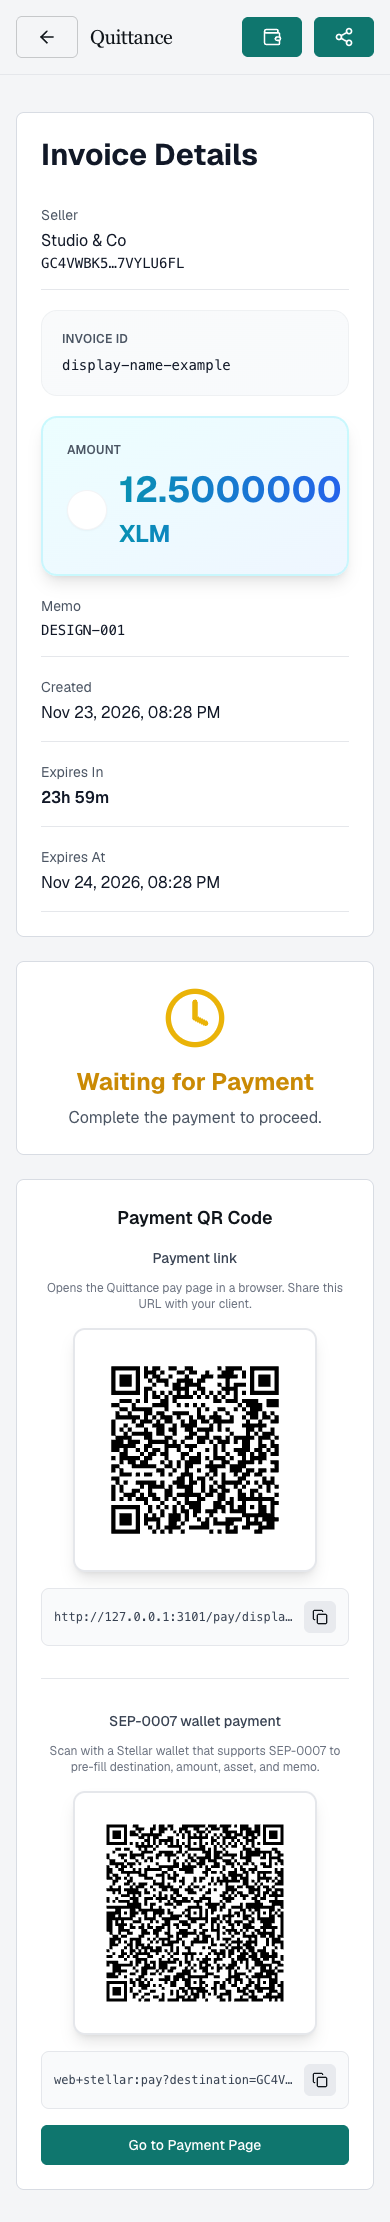 Quittance
Invoice Details
Seller
Studio & Co
GC4VWBK5…7VYLU6FL
INVOICE ID
display-name-example
AMOUNT
12.5000000
XLM
Memo
DESIGN-001
Created
Nov 23, 2026, 08:28 PM
Expires In
23h 59m
Expires At
Nov 24, 2026, 08:28 PM
Waiting for Payment
Complete the payment to proceed.
Payment QR Code
Payment link
Opens the Quittance pay page in a browser. Share this
URL with your client.
http://127.0.0.1:3101/pay/displa…
SEP-0007 wallet payment
Scan with a Stellar wallet that supports SEP-0007 to
pre-fill destination, amount, asset, and memo.
web+stellar:pay?destination=GC4V…
Go to Payment Page